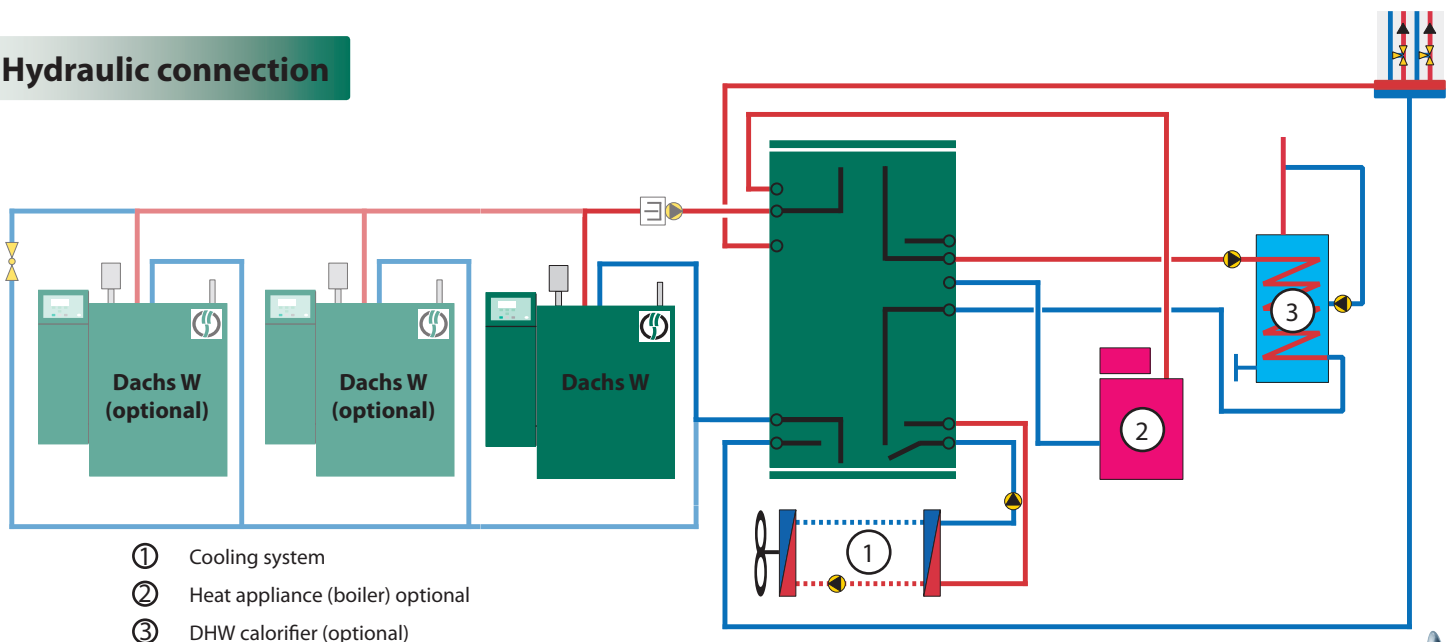 Hydraulic connection
Dachs W
(optional)
Dachs W
(optional)
Dachs W
3
2
1
1 Cooling system
2 Heat appliance (boiler) optional
3 DHW calorifier (optional)